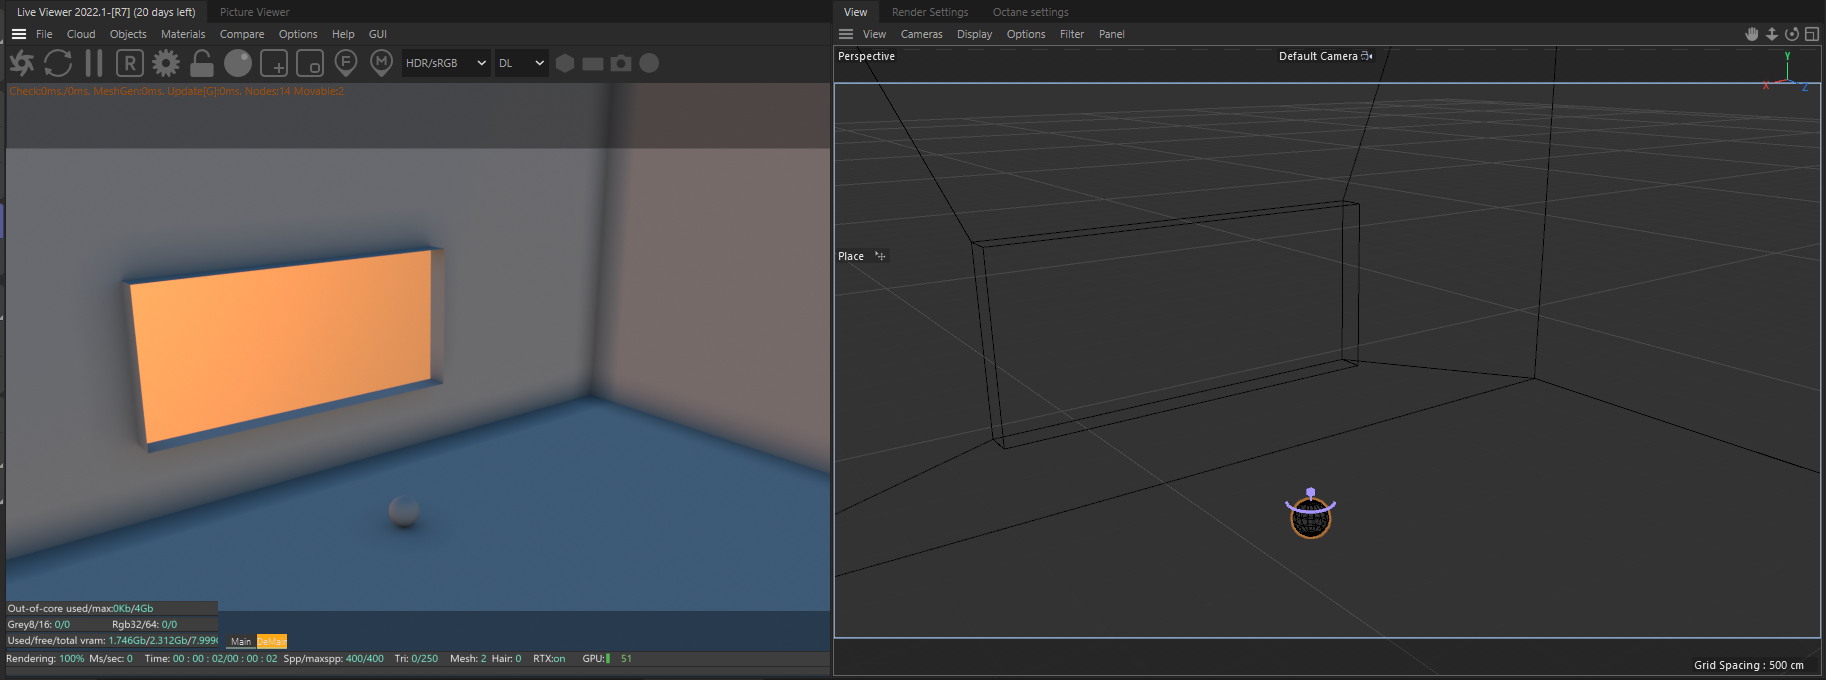 Live Viewer 2022.1-[R7] (20 days left) Picture Viewer
File Cloud Objects Materials Compare Options Help GUI
R F M HDR/sRGB DL
Check:0ms./0ms. MeshGen:0ms. Update[G]:0ms. Nodes:14 Movable:2
Out-of-core used/max:0Kb/4Gb
Grey8/16: 0/0 Rgb32/64: 0/0
Used/free/total vram: 1.746Gb/2.312Gb/7.999G
Main DeMain
Rendering: 100% Ms/sec: 0 Time: 00 : 00 : 02/00 : 00 : 02 Spp/maxspp: 400/400 Tri: 0/250 Mesh: 2 Hair: 0 RTX:on GPU: 51
View Render Settings Octane settings
View Cameras Display Options Filter Panel
Perspective Default Camera
Y
X Z
Place
Grid Spacing : 500 cm